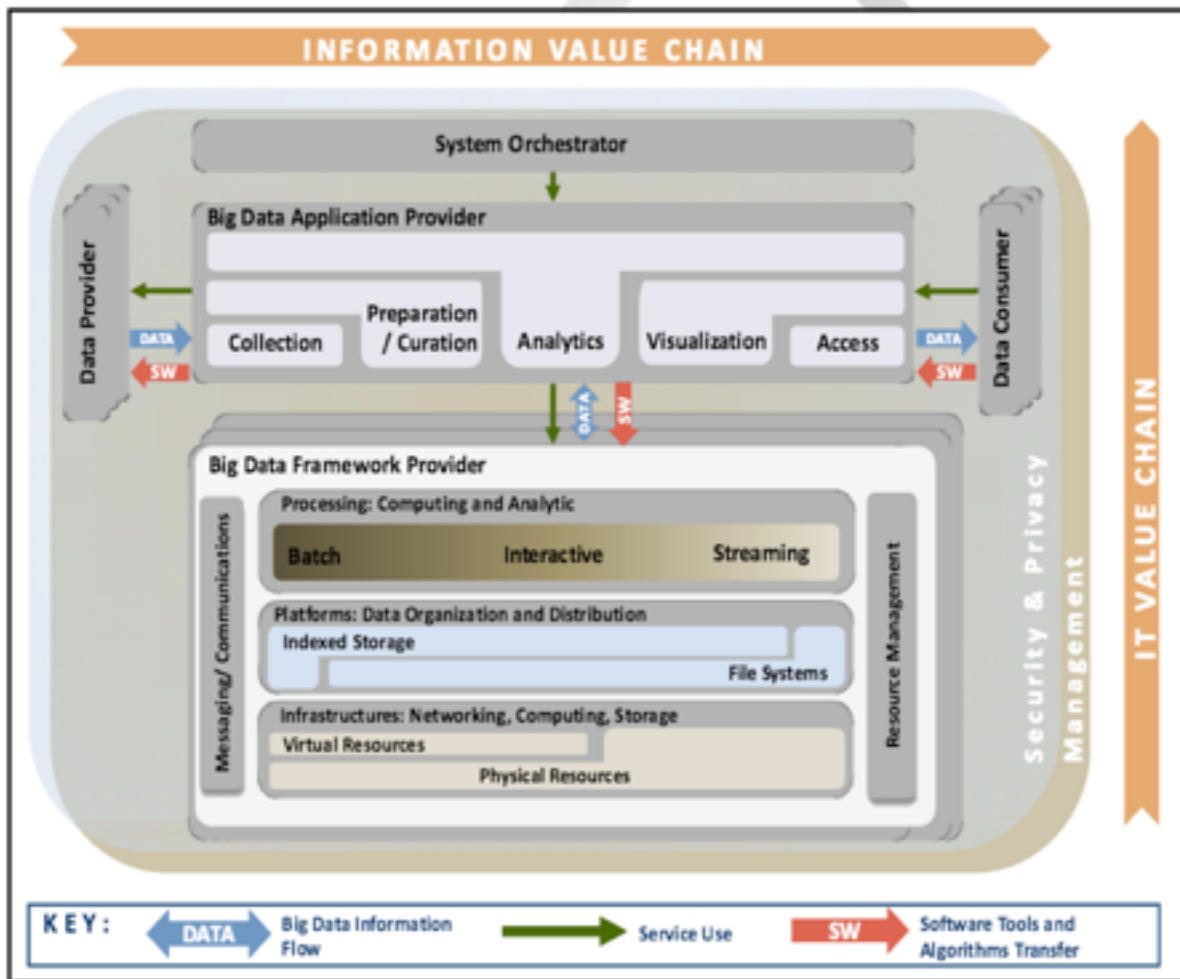 INFORMATION VALUE CHAIN
System Orchestrator
Big Data Application Provider
Data Provider
DATA
SW
Collection
Preparation
/ Curation
Analytics
Visualization
Access
DATA
SW
Data Consumer
DATA
SW
Big Data Framework Provider
Messaging/ Communications
Processing: Computing and Analytic
Batch
Interactive
Streaming
Platforms: Data Organization and Distribution
Indexed Storage
File Systems
Infrastructures: Networking, Computing, Storage
Virtual Resources
Physical Resources
Resource Management
Security & Privacy
Management
IT VALUE CHAIN
KEY:
DATA
Big Data Information
Flow
Service Use
SW
Software Tools and
Algorithms Transfer